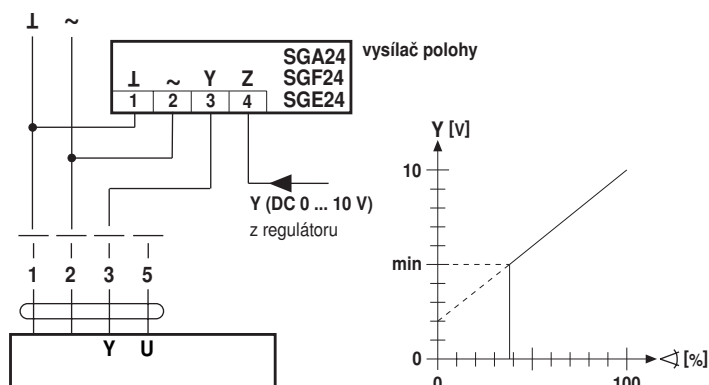 ⊥ ~
SGA24 vysílač polohy
SGF24
SGE24
⊥ ~ Y Z
1 2 3 4
Y (DC 0 ... 10 V)
z regulátoru
1 2 3 5
Y U
Y [V]
10
min
0
0 100
[%]